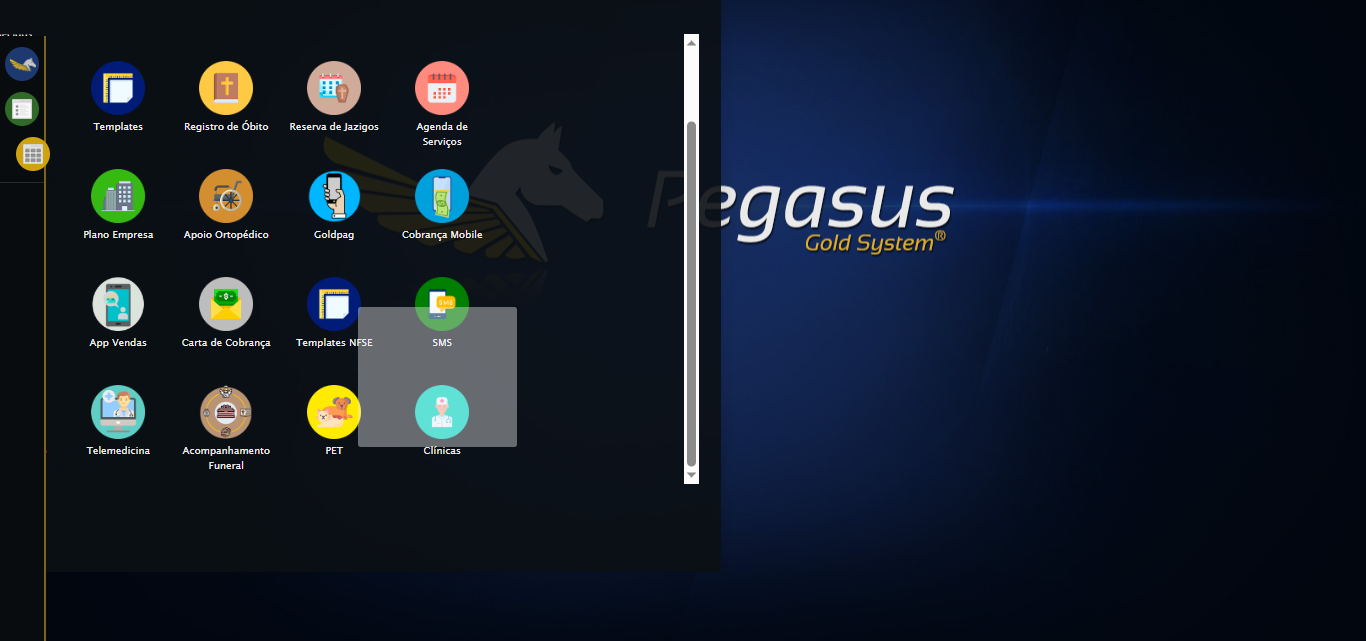 Templates
Registro de Óbito
Reserva de Jazigos
Agenda de
Serviços
Plano Empresa
Apoio Ortopédico
Goldpag
Cobrança Mobile
Pegasus
Gold System®
App Vendas
Carta de Cobrança
Templates NFSE
SMS
SMS
Telemedicina
Acompanhamento
Funeral
PET
Clínicas